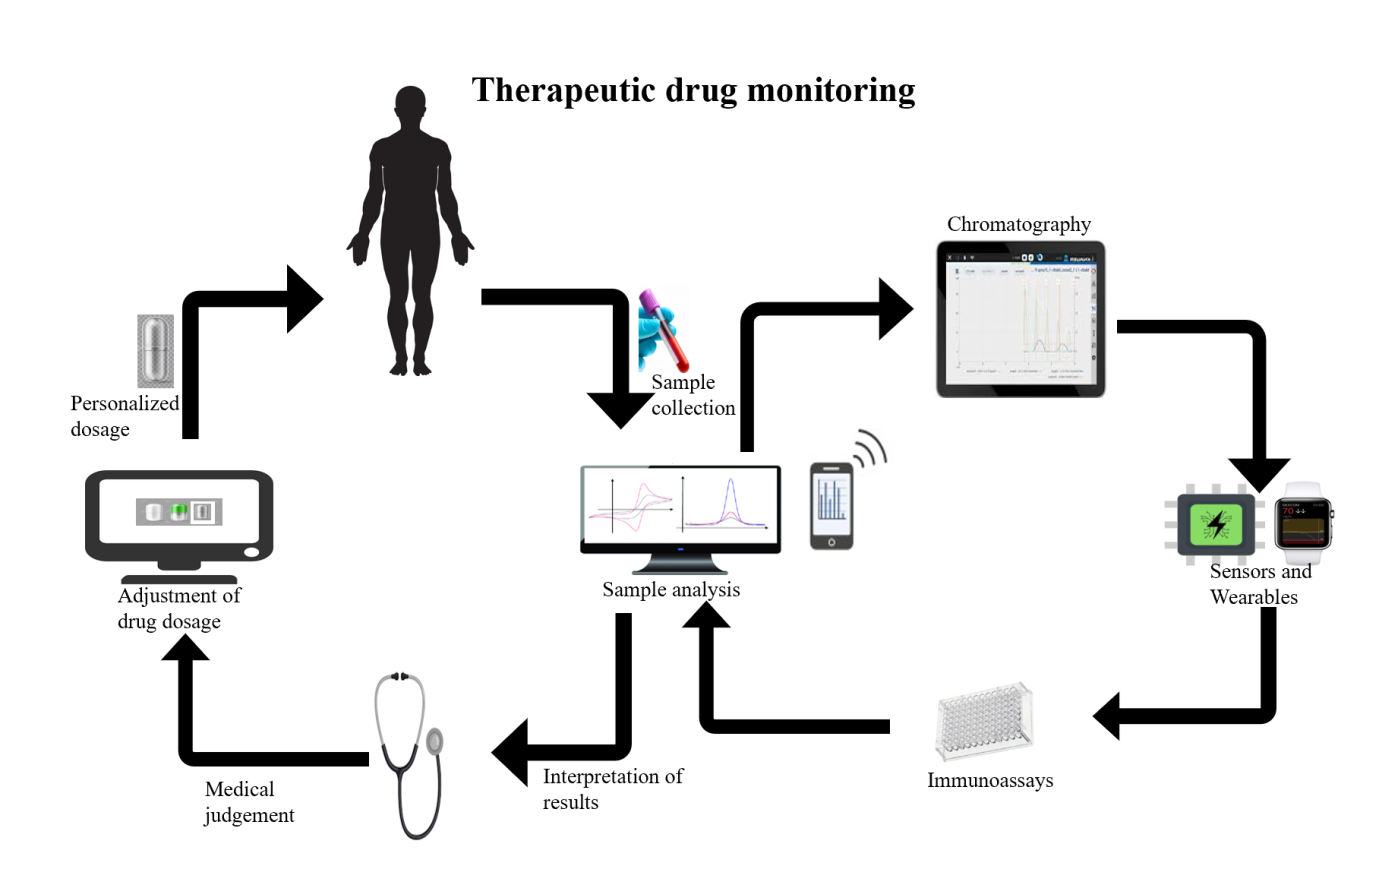 Therapeutic drug monitoring
Chromatography
Personalized
dosage
Sample
collection
Sample analysis
Adjustment of
drug dosage
Sensors and
Wearables
70
Interpretation of
results
Medical
judgement
Immunoassays